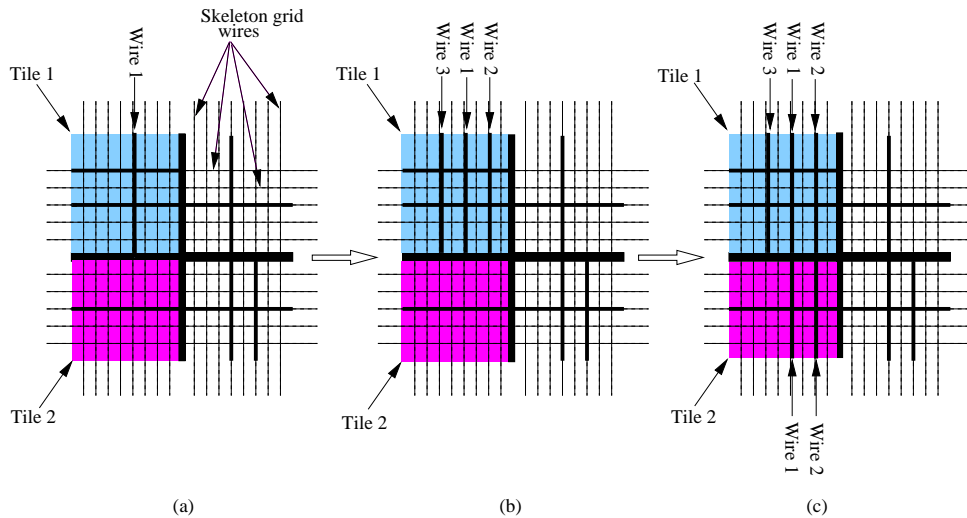 Skeleton grid
wires
Tile 1
Wire 1
Tile 2
(a)
Tile 1
Wire 3
Wire 1
Wire 2
Tile 2
(b)
Tile 1
Wire 3
Wire 1
Wire 2
Tile 2
Wire 1
Wire 2
(c)